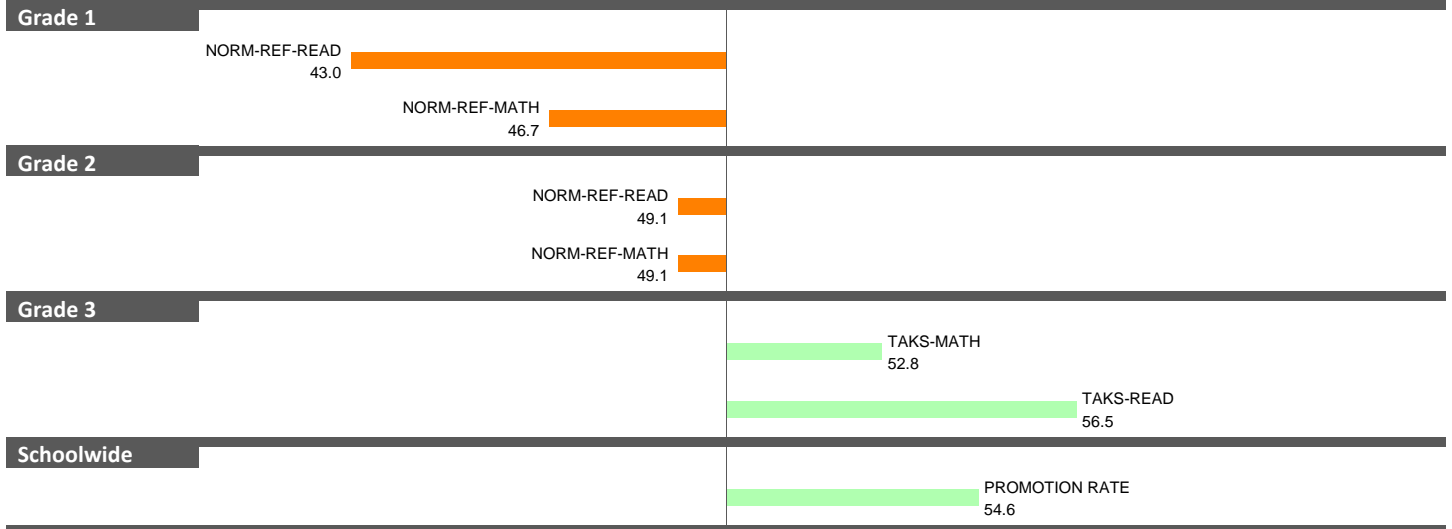 Grade 1
NORM-REF-READ
43.0
NORM-REF-MATH
46.7
Grade 2
NORM-REF-READ
49.1
NORM-REF-MATH
49.1
Grade 3
TAKS-MATH
52.8
TAKS-READ
56.5
Schoolwide
PROMOTION RATE
54.6